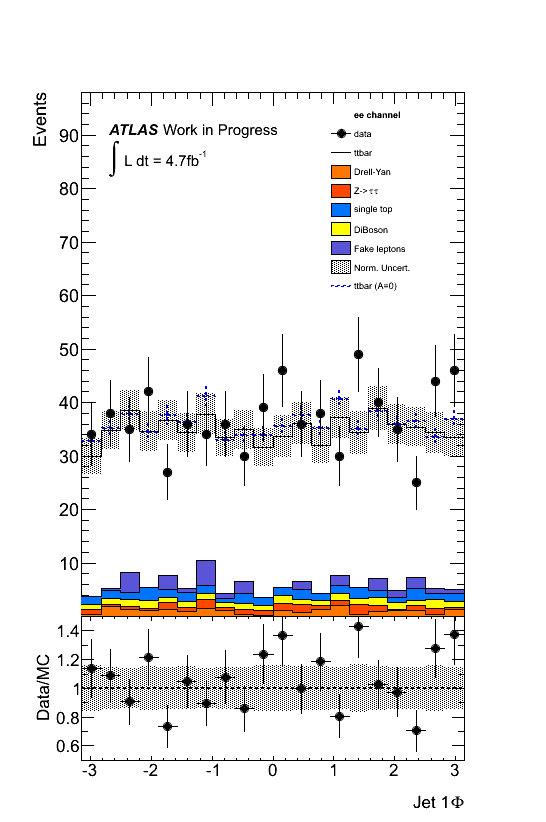 Events
ATLAS Work in Progress
∫ L dt = 4.7fb⁻¹
ee channel
data
ttbar
Drell-Yan
Z->ττ
single top
DiBoson
Fake leptons
Norm. Uncert.
ttbar (A=0)
90
80
70
60
50
40
30
20
10
Data/MC
1.4
1.2
1
0.8
0.6
-3 -2 -1 0 1 2 3
Jet 1Φ